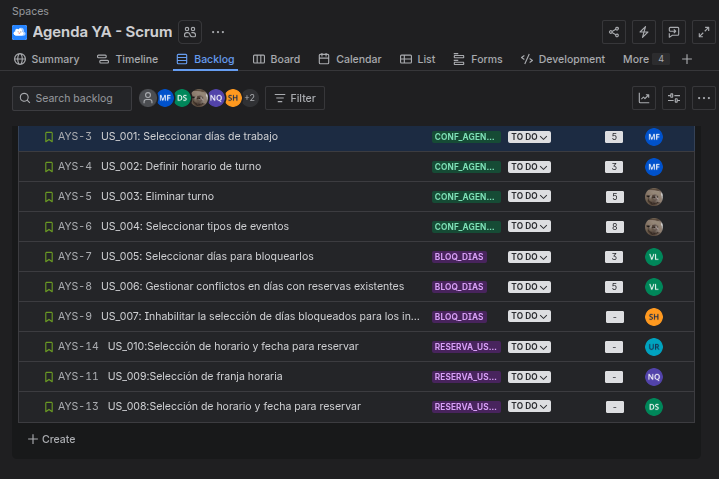 Spaces
Agenda YA - Scrum
Summary Timeline Backlog Board Calendar List Forms Development More 4
Search backlog MF DS NQ SH +2 Filter
AYS-3 US_001: Seleccionar días de trabajo CONF_AGEN... TO DO 5 MF
AYS-4 US_002: Definir horario de turno CONF_AGEN... TO DO 3 MF
AYS-5 US_003: Eliminar turno CONF_AGEN... TO DO 5
AYS-6 US_004: Seleccionar tipos de eventos CONF_AGEN... TO DO 8
AYS-7 US_005: Seleccionar días para bloquearlos BLOQ_DIAS TO DO 3 VL
AYS-8 US_006: Gestionar conflictos en días con reservas existentes BLOQ_DIAS TO DO 5 VL
AYS-9 US_007: Inhabilitar la selección de días bloqueados para los in... BLOQ_DIAS TO DO - SH
AYS-14 US_010:Selección de horario y fecha para reservar RESERVA_US... TO DO - UR
AYS-11 US_009:Selección de franja horaria RESERVA_US... TO DO - NQ
AYS-13 US_008:Selección de horario y fecha para reservar RESERVA_US... TO DO - DS
+ Create